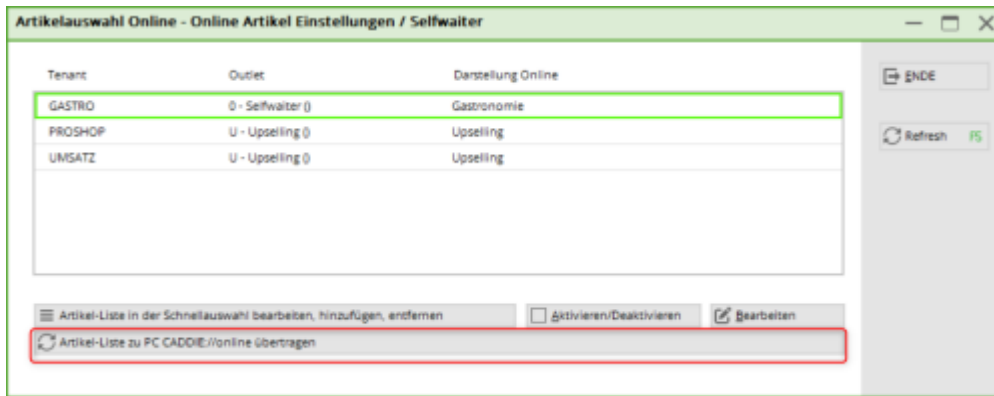 Artikelauswahl Online - Online Artikel Einstellungen / Selfwaiter
Tenant Outlet Darstellung Online
GASTRO 0 - Selfwaiter () Gastronomie
PROSHOP U - Upselling () Upselling
UMSATZ U - Upselling () Upselling
ENDE
Refresh F5
Artikel-Liste in der Schnellauswahl bearbeiten, hinzufügen, entfernen Aktivieren/Deaktivieren Bearbeiten
Artikel-Liste zu PC CADDIE://online übertragen